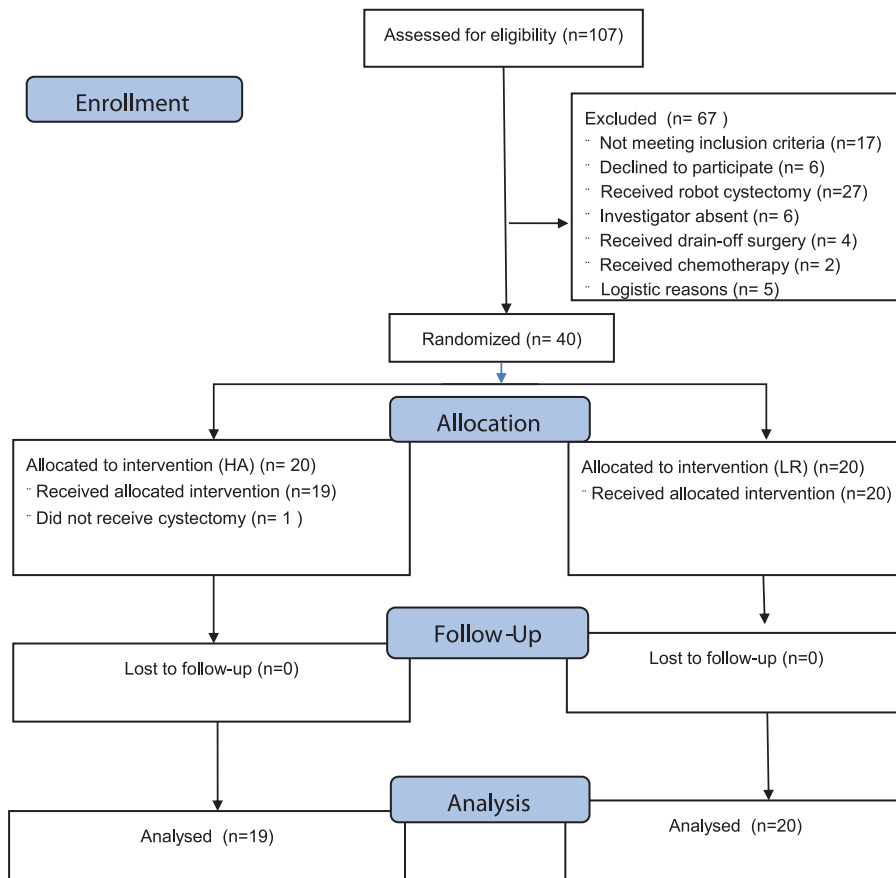 Assessed for eligibility (n=107)
Enrollment
Excluded (n= 67 )
¨ Not meeting inclusion criteria (n=17)
¨ Declined to participate (n= 6)
¨ Received robot cystectomy (n=27)
¨ Investigator absent (n= 6)
¨ Received drain-off surgery (n= 4)
¨ Received chemotherapy (n= 2)
¨ Logistic reasons (n= 5)
Randomized (n= 40)
Allocation
Allocated to intervention (HA) (n= 20)
¨ Received allocated intervention (n=19)
¨ Did not receive cystectomy (n= 1 )
Allocated to intervention (LR) (n=20)
¨ Received allocated intervention (n=20)
Follow-Up
Lost to follow-up (n=0)
Lost to follow-up (n=0)
Analysis
Analysed (n=19)
Analysed (n=20)